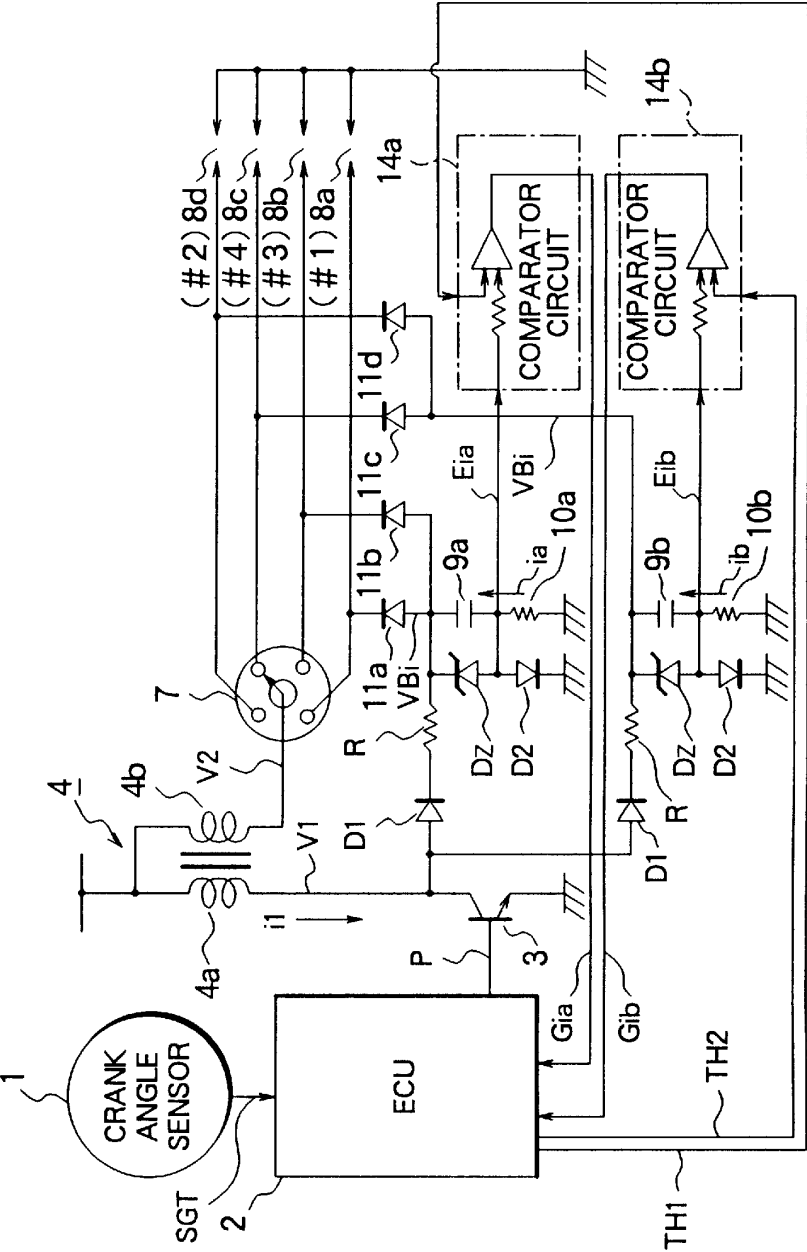 1
CRANK
ANGLE
SENSOR
SGT
2
ECU
4
4a
4b
i1
V1
V2
7
P
3
(#2) 8d
(#4) 8c
(#3) 8b
(#1) 8a
11a
11b
11c
11d
VBi
VBi
D1
R
DZ
D2
9a
ia
10a
Eia
14a
COMPARATOR
CIRCUIT
D1
R
DZ
D2
9b
ib
10b
Eib
14b
COMPARATOR
CIRCUIT
Gia
Gib
TH2
TH1